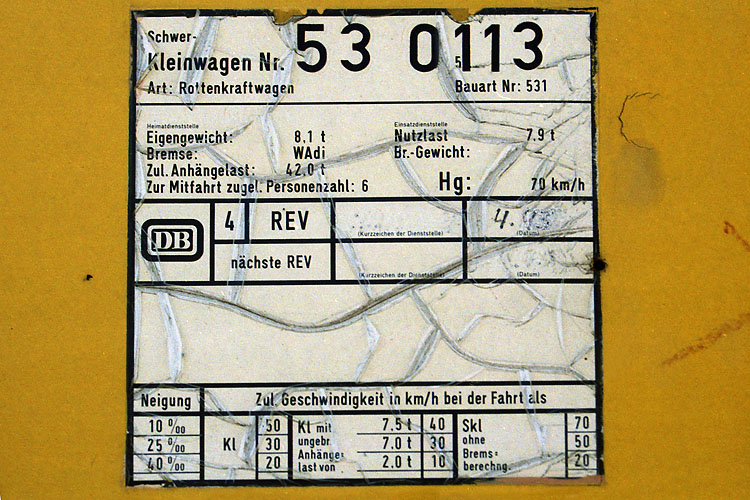 Schwer-
Kleinwagen Nr. 53 0113
Art: Rottenkraftwagen Bauart Nr: 531
Heimatdienststelle Einsatzdienststelle
Eigengewicht: 8,1 t Nutzlast 7.9 t
Bremse: WAdi Br.-Gewicht:
Zul. Anhängelast: 42.0 t
Zur Mitfahrt zugel. Personenzahl: 6 Hg: 70 km/h
DB 4 REV 4.
(Kurzzeichen der Dienststelle) (Datum)
nächste REV
(Kurzzeichen der Dienststelle) (Datum)
Neigung Zul. Geschwindigkeit in km/h bei der Fahrt als
10 ‰ 50 Kl mit 7.5 t 40 Skl 70
25 ‰ Kl 30 ungebr. 7.0 t 30 ohne 50
40 ‰ 20 Anhänge- 2.0 t 10 Brems- 20
last von berechng.